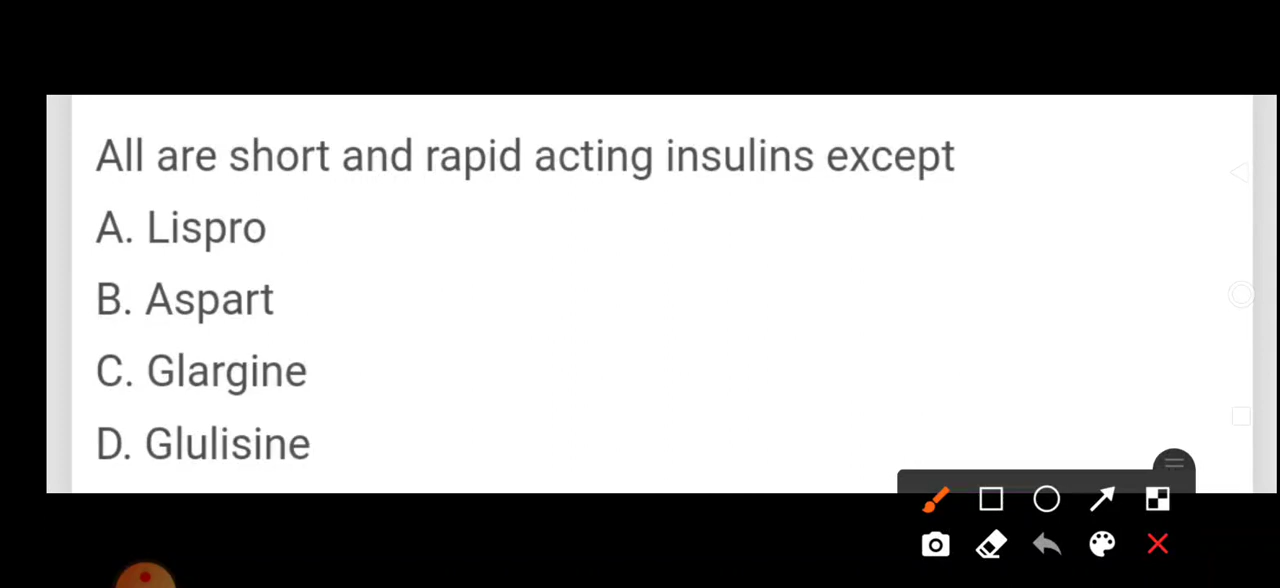 All are short and rapid acting insulins except
A. Lispro
B. Aspart
C. Glargine
D. Glulisine